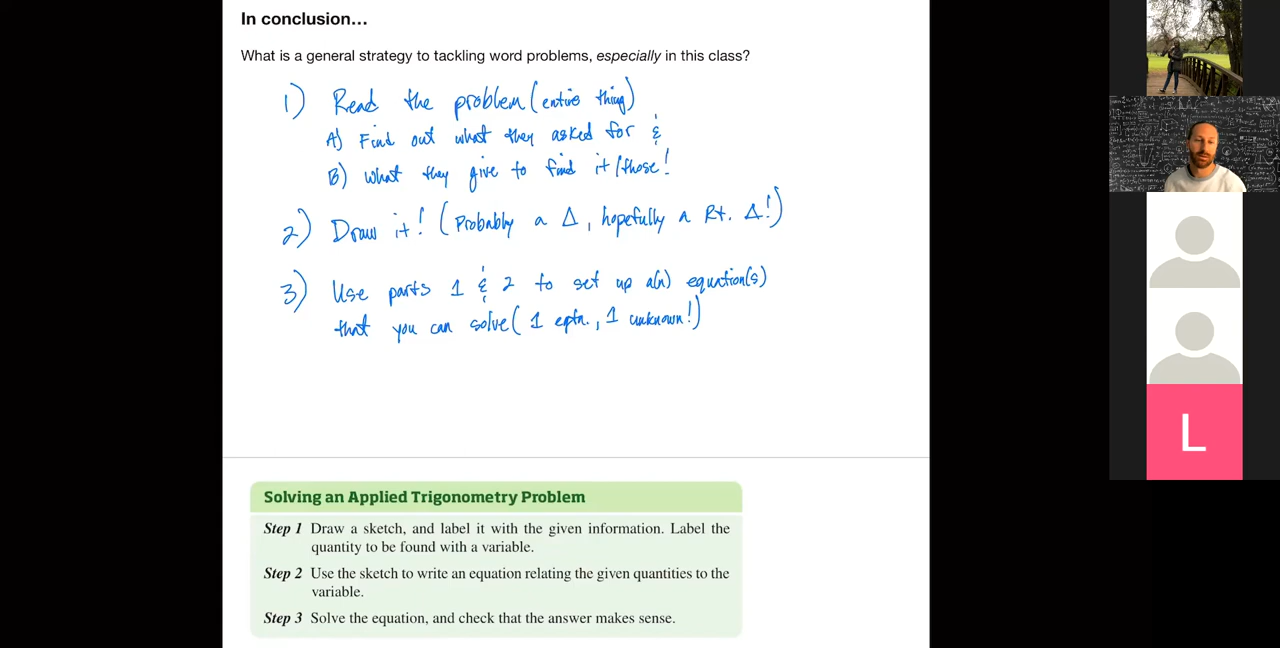 In conclusion...
What is a general strategy to tackling word problems, especially in this class?
1) Read the problem (entire thing)
A) Find out what they asked for &
B) What they give to find it/those!
2) Draw it! (Probably a Δ, hopefully a Rt. Δ!)
3) Use parts 1 & 2 to set up a(n) equation(s)
that you can solve (1 eqtn., 1 unknown!)
Solving an Applied Trigonometry Problem
Step 1 Draw a sketch, and label it with the given information. Label the
quantity to be found with a variable.
Step 2 Use the sketch to write an equation relating the given quantities to the
variable.
Step 3 Solve the equation, and check that the answer makes sense.
L